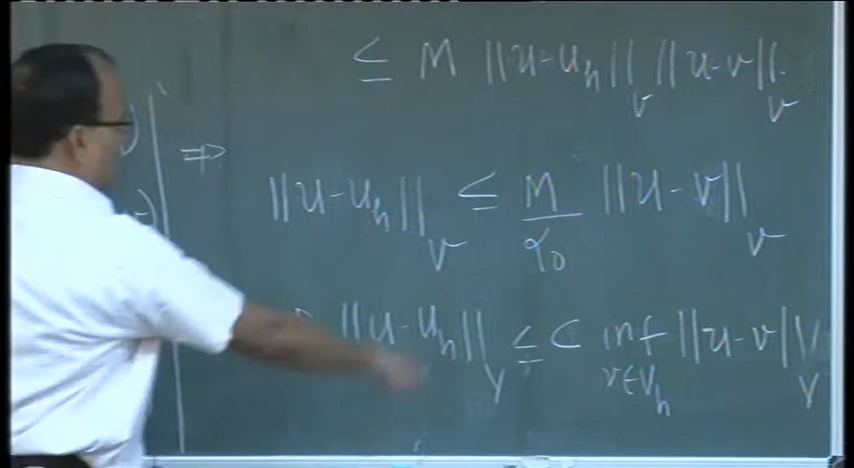 ≤ M ||u-u_h||_V ||u-v||_V.
⇒
||u-u_h||_V ≤ M/α_0 ||u-v||_V
||u-u_h||_V ≤ C inf_{v∈V_h} ||u-v||_V